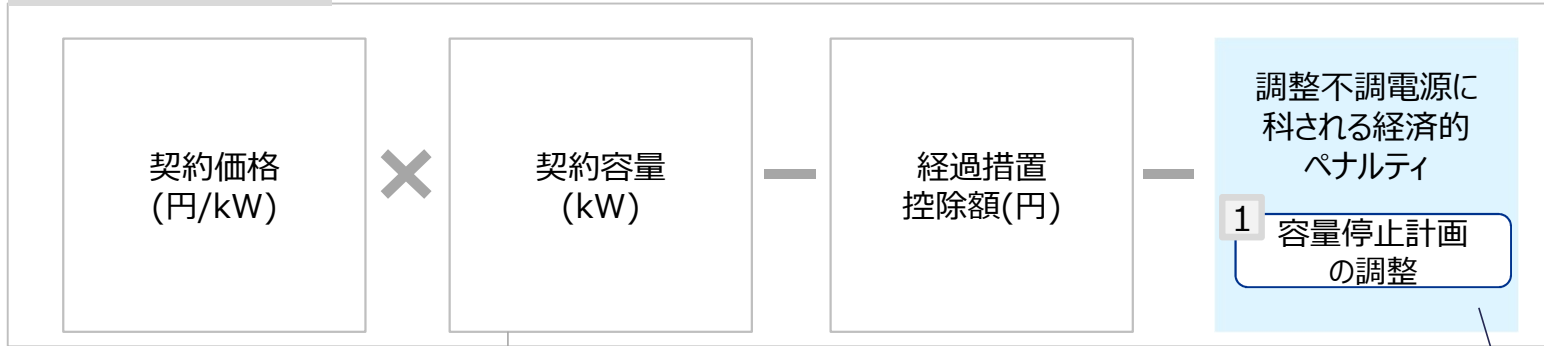 契約価格
(円/kW)
契約容量
(kW)
経過措置
控除額(円)
調整不調電源に
科される経済的
ペナルティ
1
容量停止計画
の調整